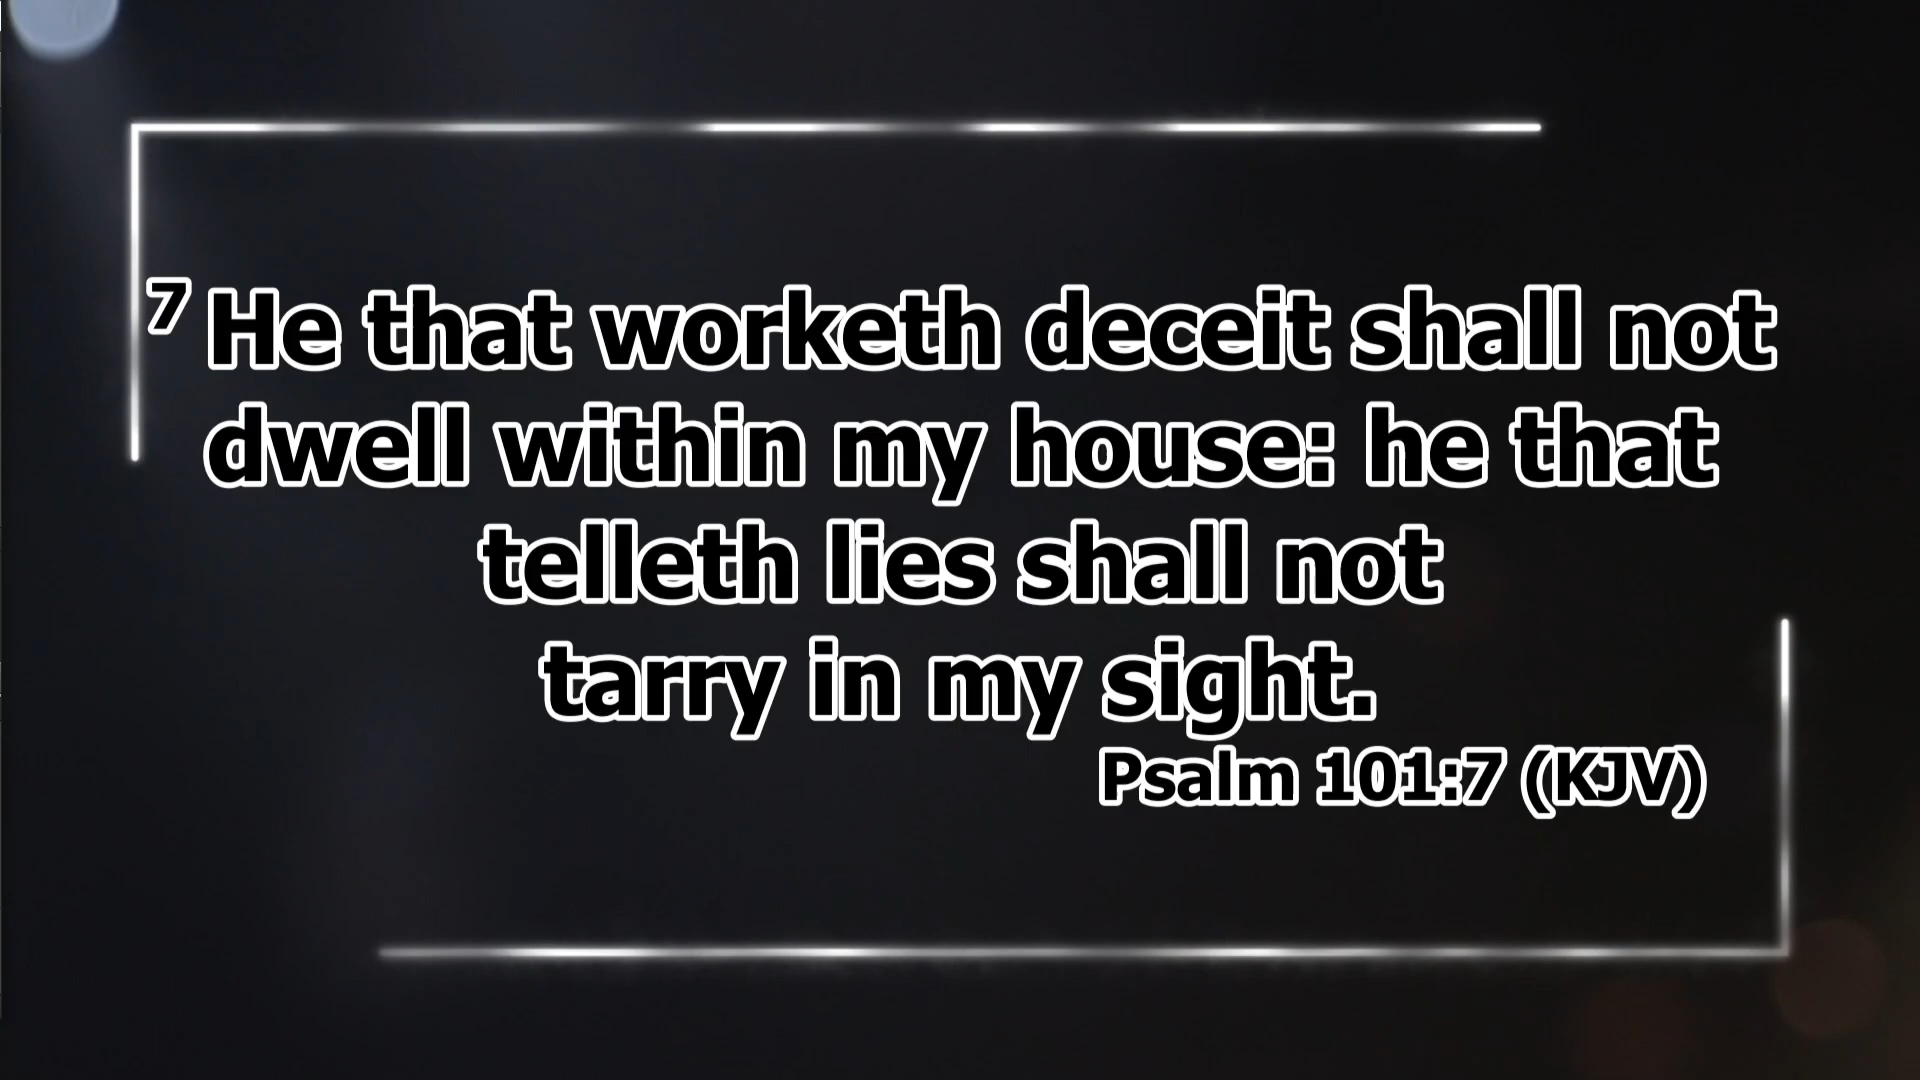 7 He that worketh deceit shall not
dwell within my house: he that
telleth lies shall not
tarry in my sight.
Psalm 101:7 (KJV)